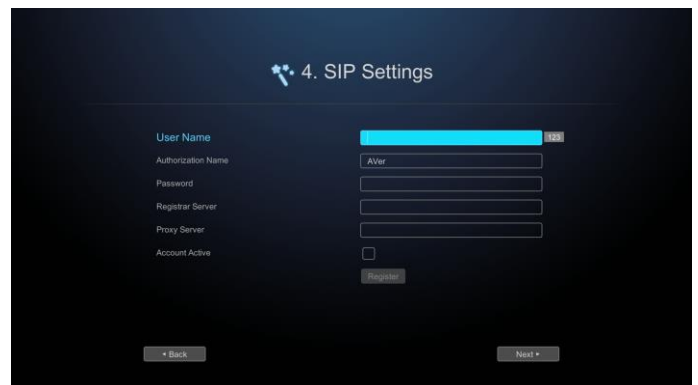 4. SIP Settings
User Name
123
Authorization Name
AVer
Password
Registrar Server
Proxy Server
Account Active
Register
Back
Next